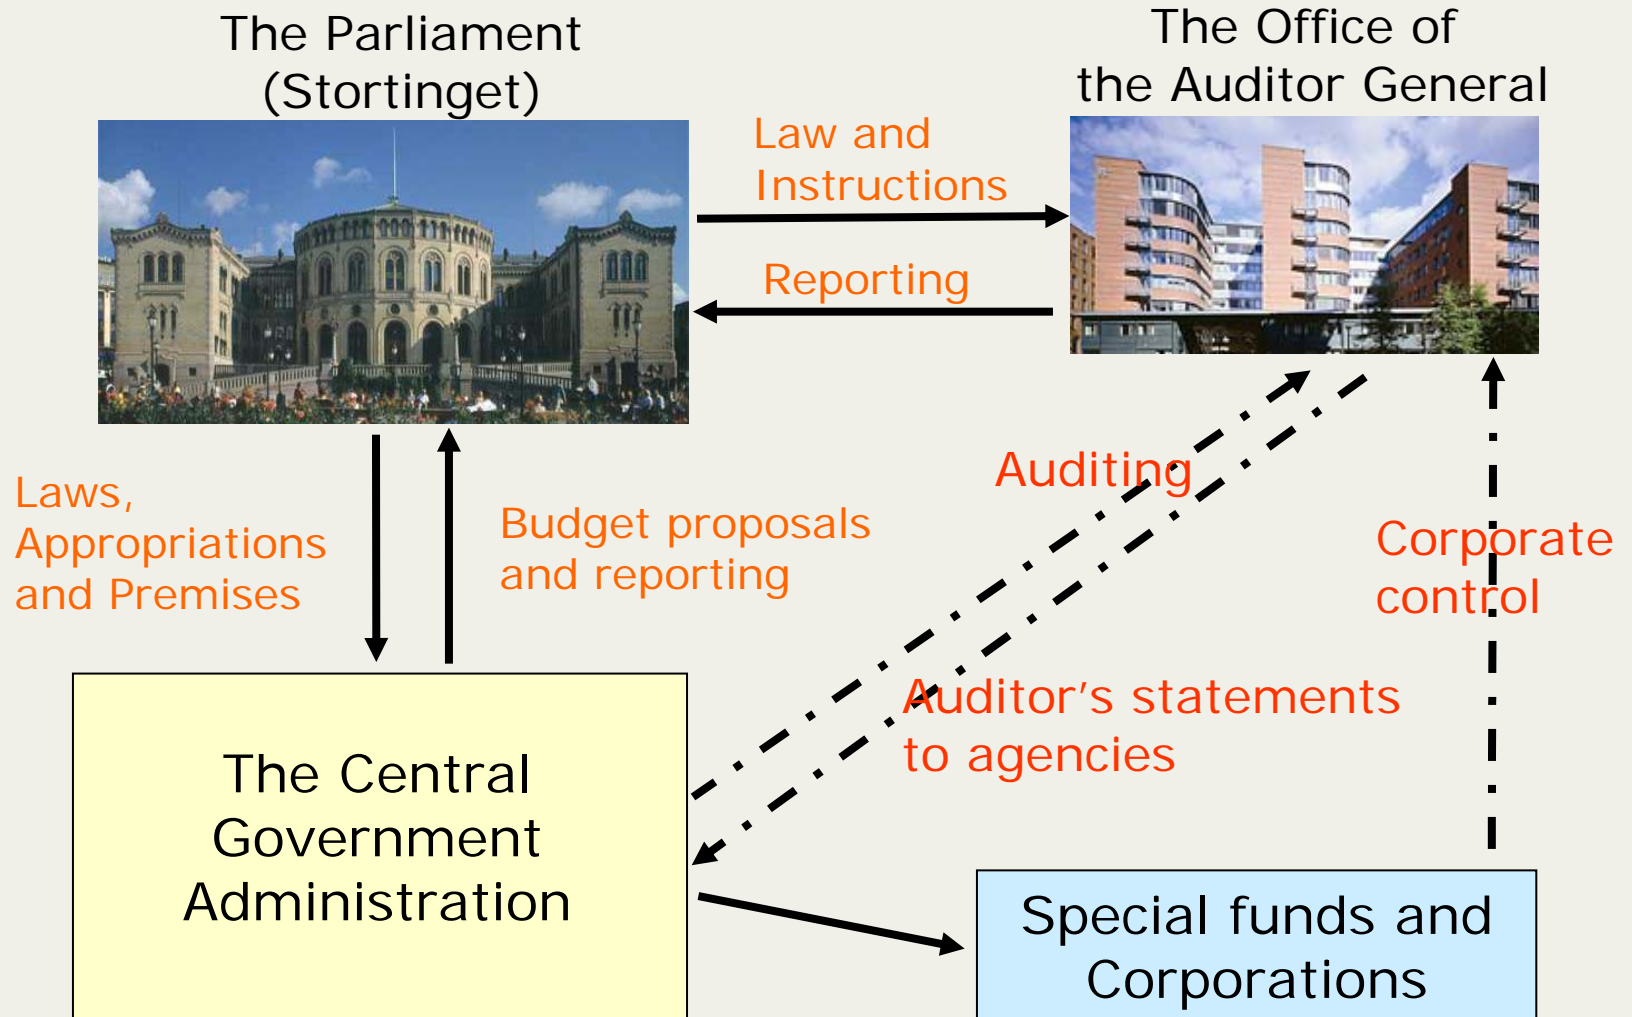 The Parliament
(Stortinget)
The Office of
the Auditor General
Law and
Instructions
Reporting
Laws,
Appropriations
and Premises
Budget proposals
and reporting
Auditing
Corporate
control
Auditor's statements
to agencies
The Central
Government
Administration
Special funds and
Corporations